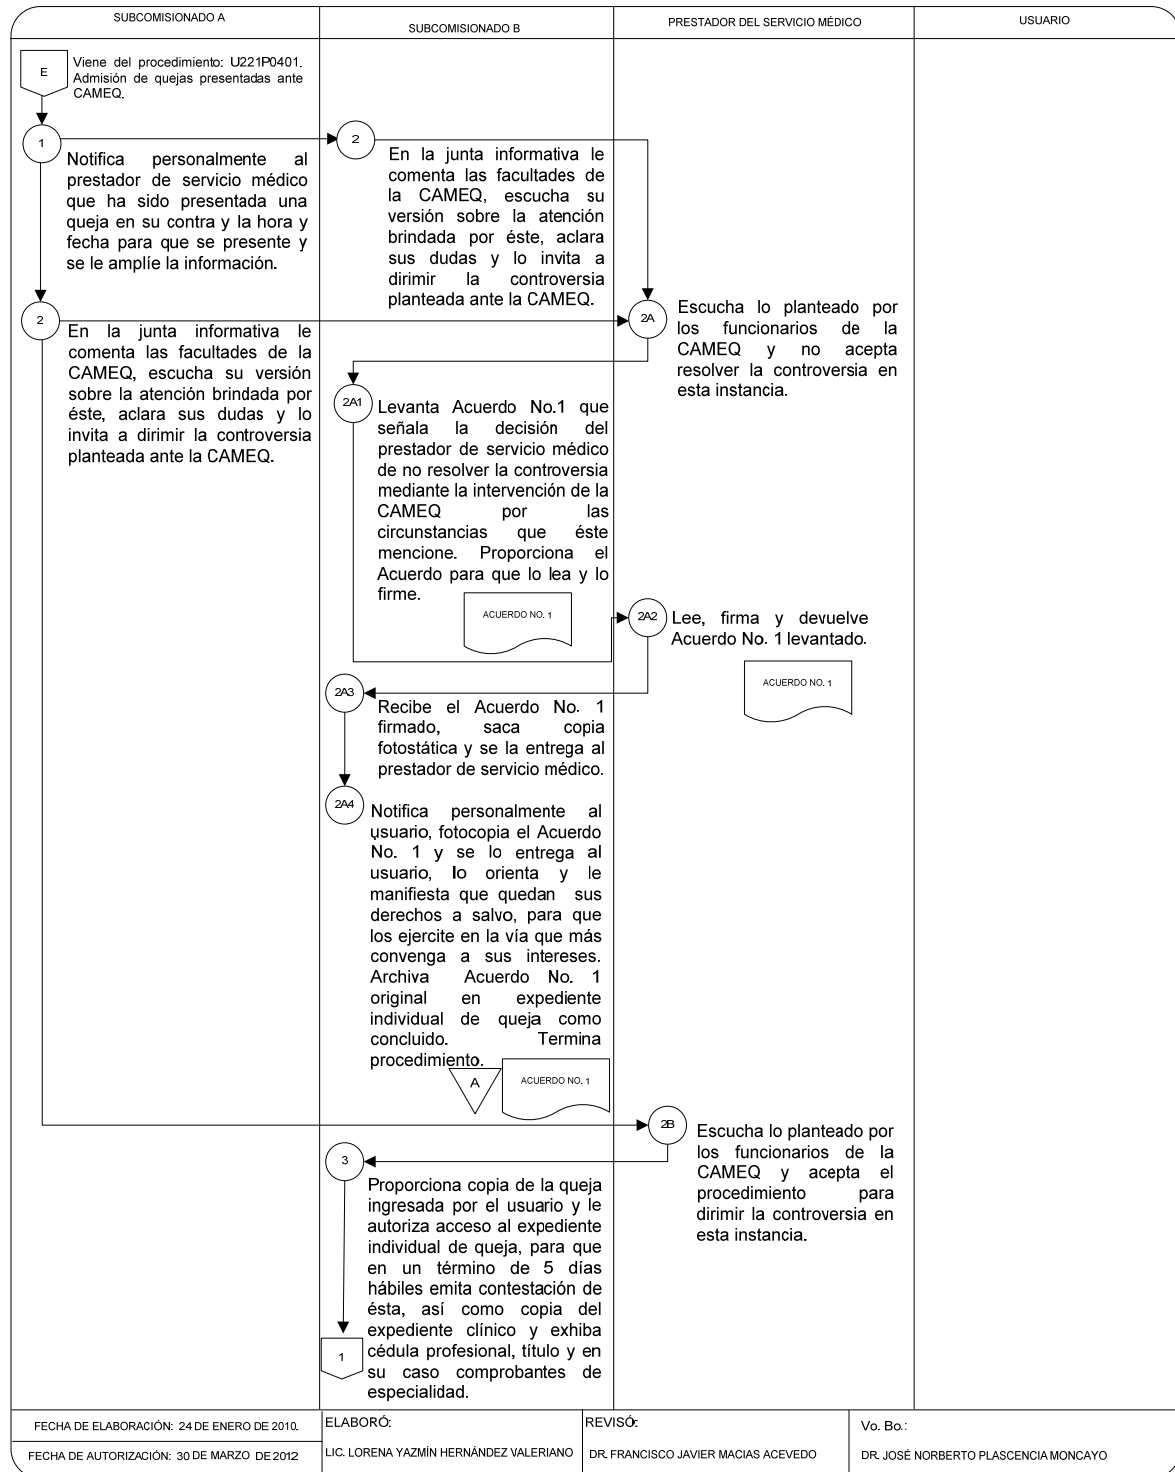 SUBCOMISIONADO A
SUBCOMISIONADO B
PRESTADOR DEL SERVICIO MÉDICO
USUARIO
E
Viene del procedimiento: U221P0401.
Admisión de quejas presentadas ante
CAMEQ.
1
Notifica personalmente al
prestador de servicio médico
que ha sido presentada una
queja en su contra y la hora y
fecha para que se presente y
se le amplíe la información.
2
En la junta informativa le
comenta las facultades de
la CAMEQ, escucha su
versión sobre la atención
brindada por éste, aclara
sus dudas y lo invita a
dirimir la controversia
planteada ante la CAMEQ.
2
En la junta informativa le
comenta las facultades de la
CAMEQ, escucha su versión
sobre la atención brindada por
éste, aclara sus dudas y lo
invita a dirimir la controversia
planteada ante la CAMEQ.
2A
Escucha lo planteado por
los funcionarios de la
CAMEQ y no acepta
resolver la controversia en
esta instancia.
2A1
Levanta Acuerdo No.1 que
señala la decisión del
prestador de servicio médico
de no resolver la controversia
mediante la intervención de la
CAMEQ por las
circunstancias que éste
mencione. Proporciona el
Acuerdo para que lo lea y lo
firme.
ACUERDO NO. 1
2A2
Lee, firma y devuelve
Acuerdo No. 1 levantado.
ACUERDO NO. 1
2A3
Recibe el Acuerdo No. 1
firmado, saca copia
fotostática y se la entrega al
prestador de servicio médico.
2A4
Notifica personalmente al
usuario, fotocopia el Acuerdo
No. 1 y se lo entrega al
usuario, lo orienta y le
manifiesta que quedan sus
derechos a salvo, para que
los ejercite en la vía que más
convenga a sus intereses.
Archiva Acuerdo No. 1
original en expediente
individual de queja como
concluido. Termina
procedimiento.
A
ACUERDO NO. 1
2B
Escucha lo planteado por
los funcionarios de la
CAMEQ y acepta el
procedimiento para
dirimir la controversia en
esta instancia.
3
Proporciona copia de la queja
ingresada por el usuario y le
autoriza acceso al expediente
individual de queja, para que
en un término de 5 días
hábiles emita contestación de
ésta, así como copia del
expediente clínico y exhiba
cédula profesional, título y en
su caso comprobantes de
especialidad.
1
FECHA DE ELABORACIÓN: 24 DE ENERO DE 2010.
FECHA DE AUTORIZACIÓN: 30 DE MARZO DE 2012
ELABORÓ:
LIC. LORENA YAZMÍN HERNÁNDEZ VALERIANO
REVISÓ:
DR. FRANCISCO JAVIER MACIAS ACEVEDO
Vo. Bo.:
DR. JOSÉ NORBERTO PLASCENCIA MONCAYO